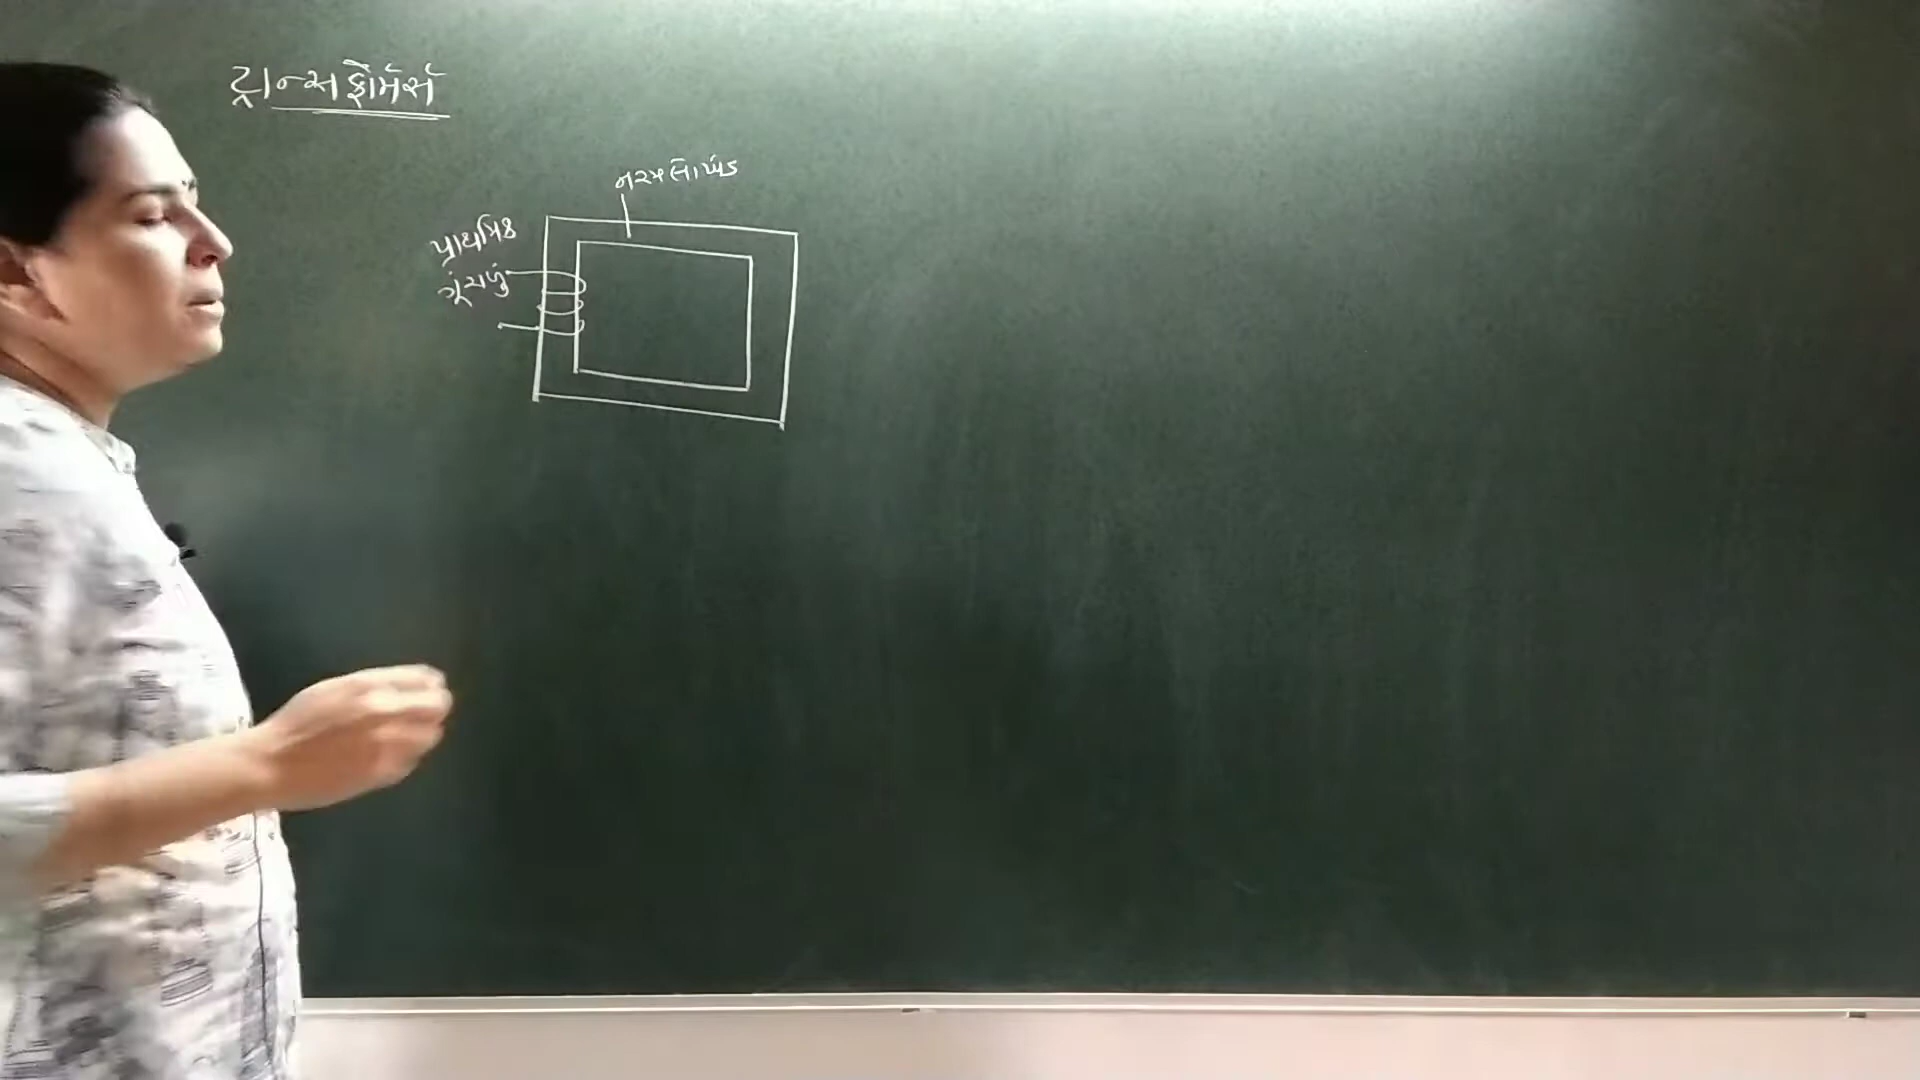 ટ્રાન્સફોર્મર્સ
નરમ લોખંડ
પ્રાથમિક
ગૂંચળું